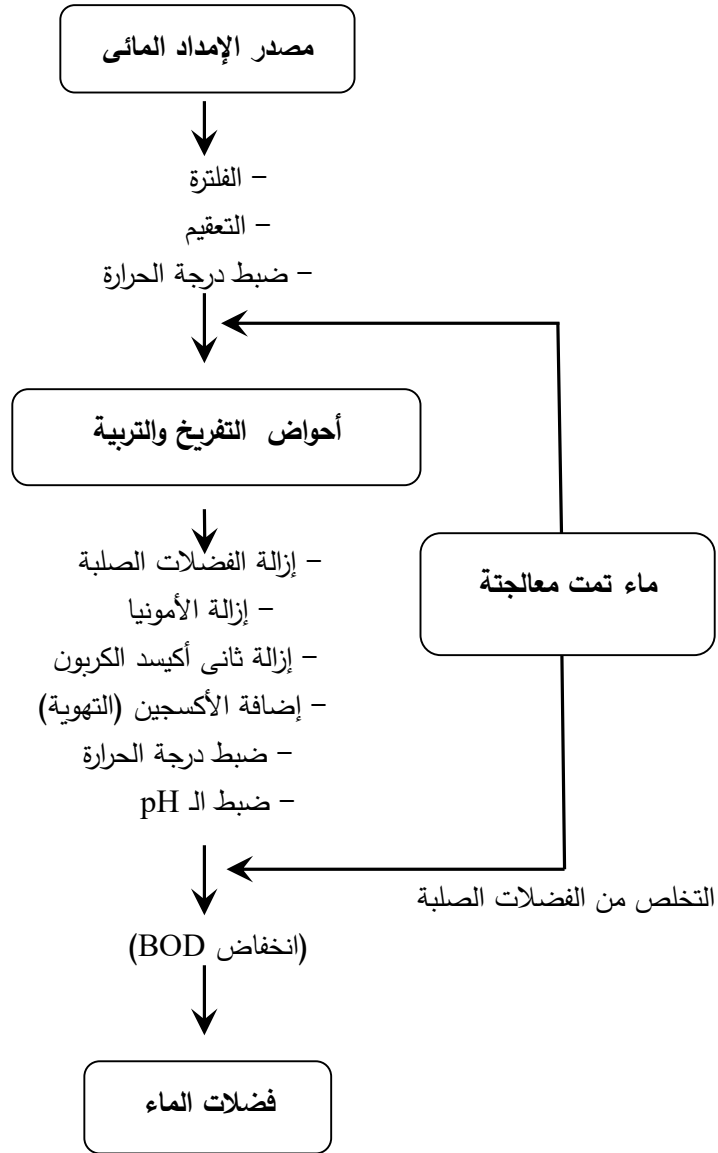 مصدر الإمداد المائى
– الفلترة
– التعقيم
– ضبط درجة الحرارة
أحواض التفريخ والتربية
– إزالة الفضلات الصلبة
– إزالة الأمونيا
– إزالة ثانى أكيسد الكربون
– إضافة الأكسجين (التهوية)
– ضبط درجة الحرارة
– ضبط الـ pH
ماء تمت معالجتة
التخلص من الفضلات الصلبة
(انخفاض BOD)
فضلات الماء